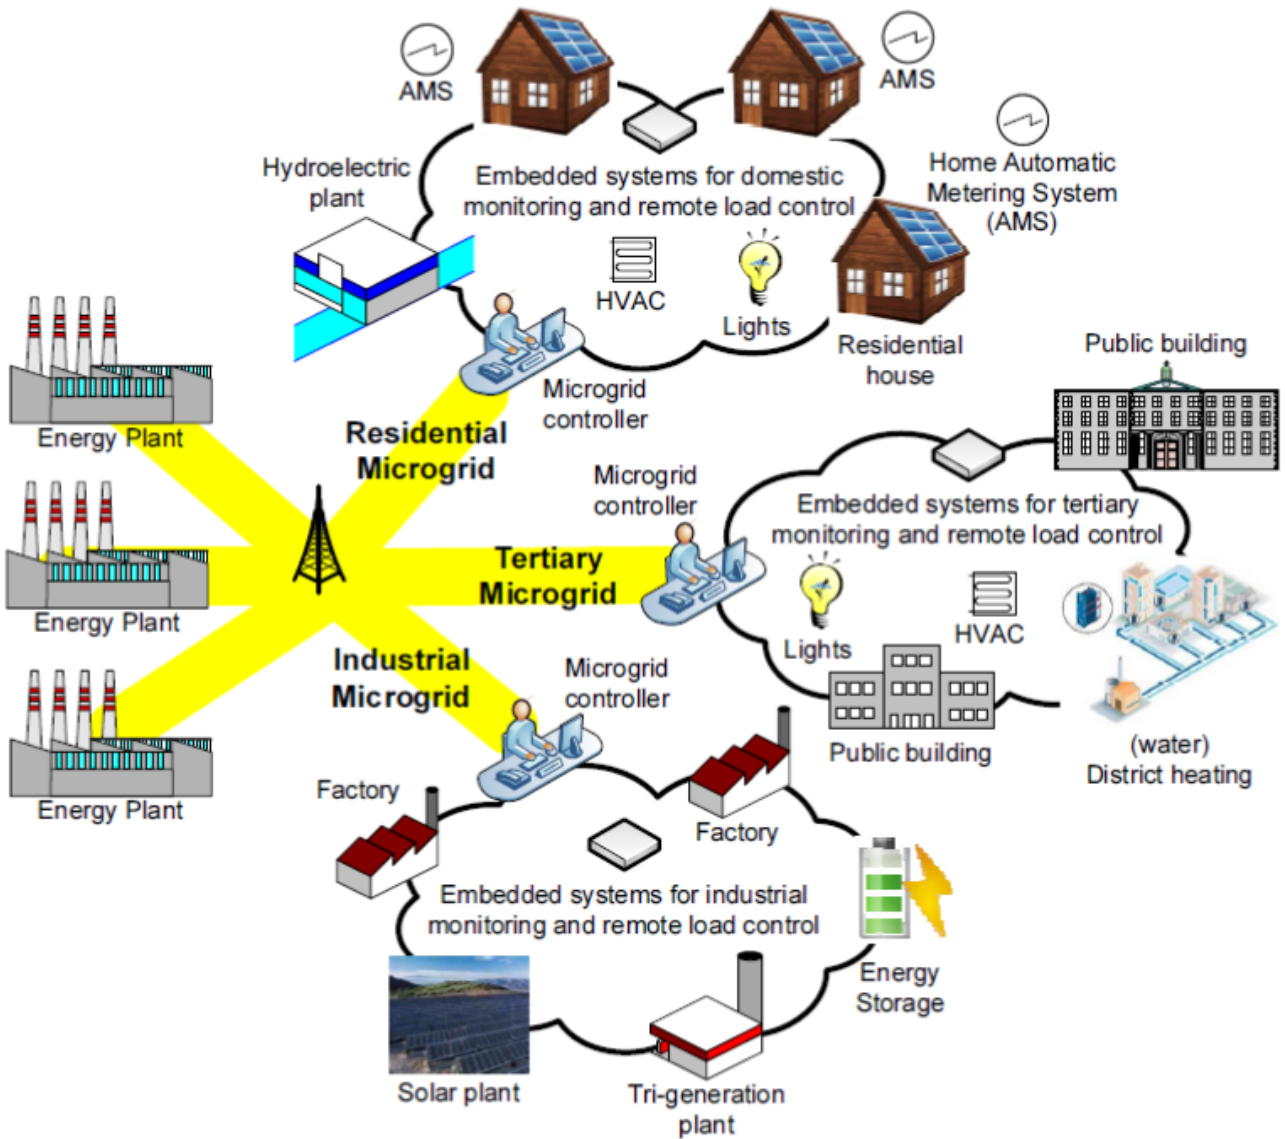 AMS
AMS
Home Automatic
Metering System
(AMS)
Hydroelectric
plant
Embedded systems for domestic
monitoring and remote load control
HVAC
Lights
Residential
house
Microgrid
controller
Energy Plant
Residential
Microgrid
Public building
Microgrid
controller
Embedded systems for tertiary
monitoring and remote load control
Tertiary
Microgrid
Energy Plant
Lights
HVAC
Industrial
Microgrid
Microgrid
controller
Public building
(water)
District heating
Energy Plant
Factory
Factory
Embedded systems for industrial
monitoring and remote load control
Energy
Storage
Solar plant
Tri-generation
plant